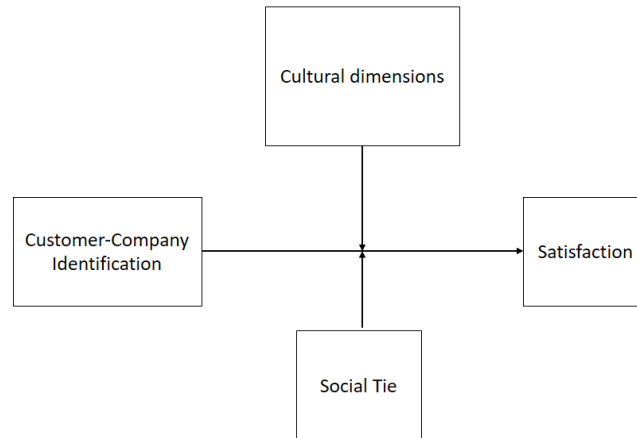 Cultural dimensions
Customer-Company
Identification
Satisfaction
Social Tie